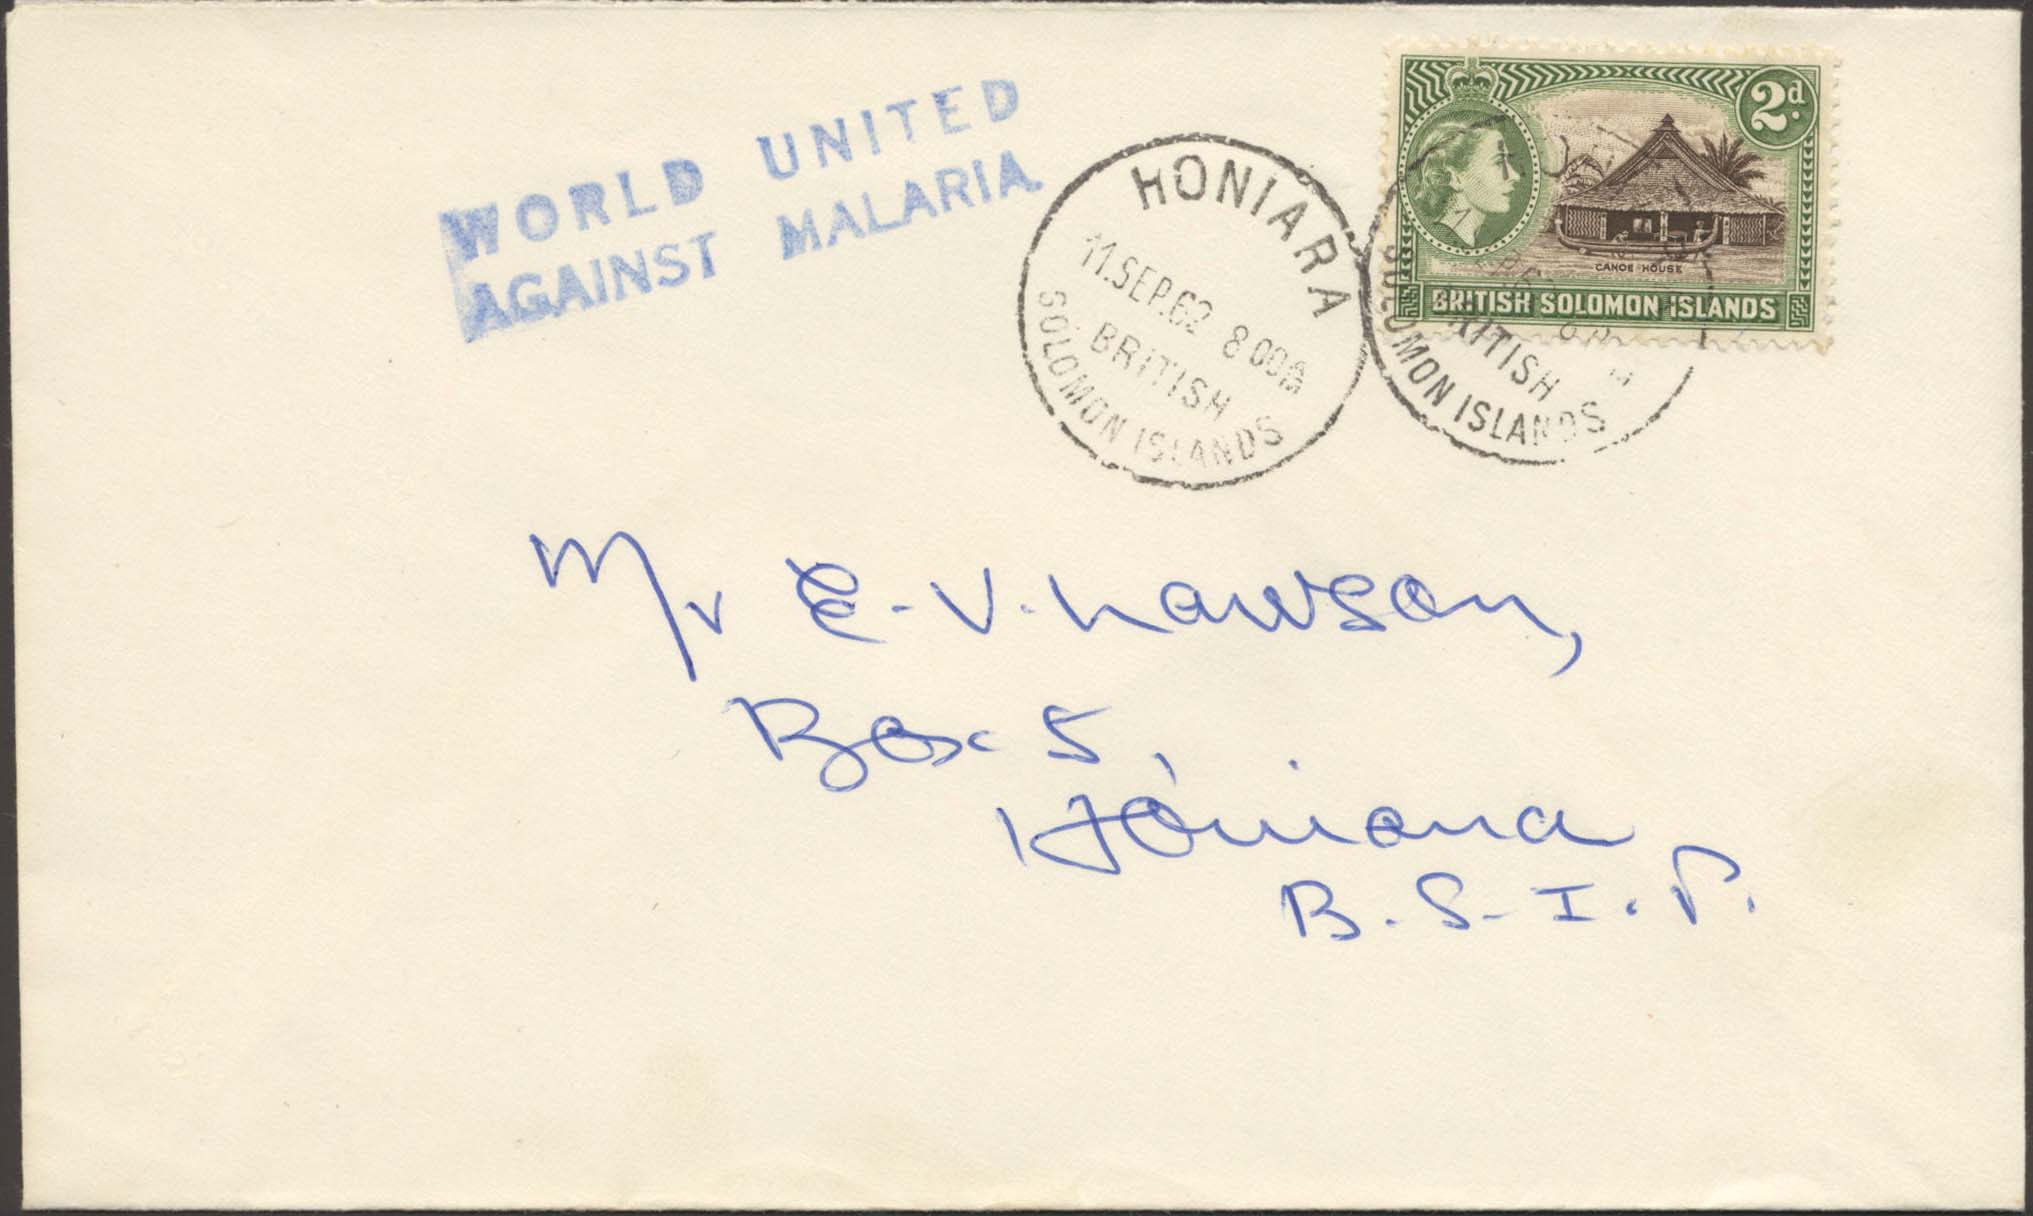 WORLD UNITED
AGAINST MALARIA.
HONIARA
11.SEP.62 8 00A
BRITISH
SOLOMON ISLANDS
2d.
CANOE HOUSE
BRITISH SOLOMON ISLANDS
BRITISH
SOLOMON ISLANDS
Mr E.V. Lawson,
Box 5,
Honiara
B.S.I.P.